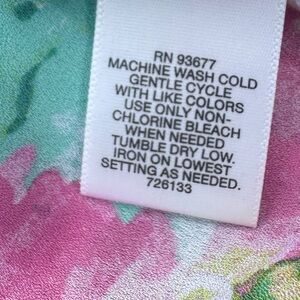 RN 93677
MACHINE WASH COLD
GENTLE CYCLE
WITH LIKE COLORS
USE ONLY NON-
CHLORINE BLEACH
WHEN NEEDED
TUMBLE DRY LOW.
IRON ON LOWEST
SETTING AS NEEDED.
726133